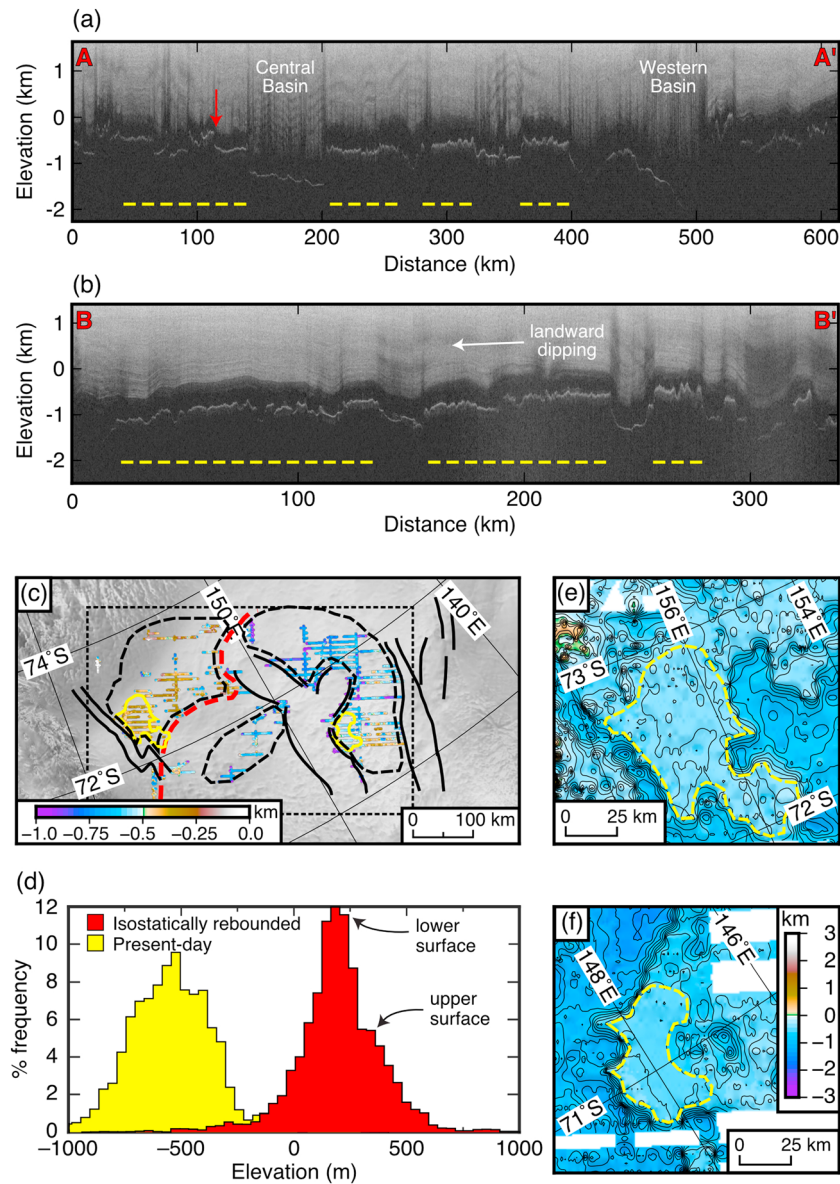 (a)
A
A'
Central
Basin
Western
Basin
Elevation (km)
1
0
-1
-2
0 100 200 300 400 500 600
Distance (km)
(b)
B
B'
landward
dipping
Elevation (km)
1
0
-1
-2
0 100 200 300
Distance (km)
(c)
150°
140°E
74°S
72°S
km
−1.0 −0.75 −0.5 −0.25 0.0
0 100 km
(e)
156°E
154°E
73°S
72°S
0 25 km
(d)
% frequency
12
10
8
6
4
2
0
Isostatically rebounded
Present-day
lower
surface
upper
surface
−1000 −500 0 500 1000
Elevation (m)
(f)
148°E
146°E
71°S
km
3
2
1
0
-1
-2
-3
0 25 km